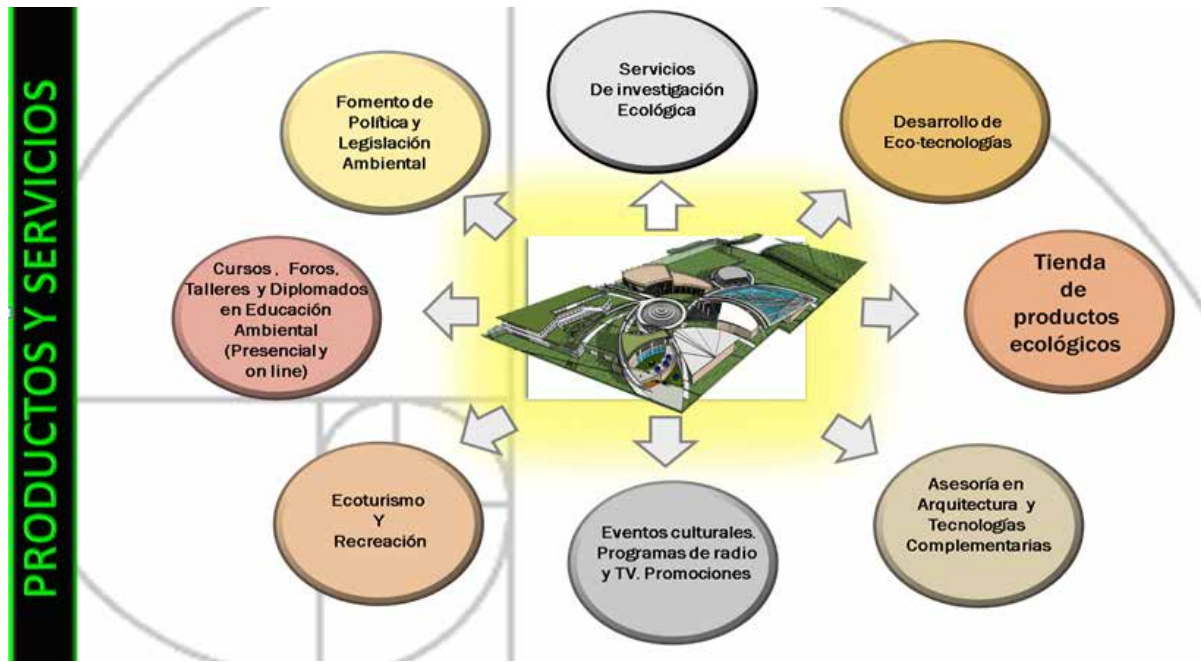 PRODUCTOS Y SERVICIOS
Fomento de
Política y
Legislación
Ambiental
Servicios
De investigación
Ecológica
Desarrollo de
Eco-tecnologías
Cursos , Foros,
Talleres y Diplomados
en Educación
Ambiental
(Presencial y
on line)
Tienda
de
productos
ecológicos
Ecoturismo
Y
Recreación
Eventos culturales.
Programas de radio
y TV. Promociones
Asesoría en
Arquitectura y
Tecnologías
Complementarias